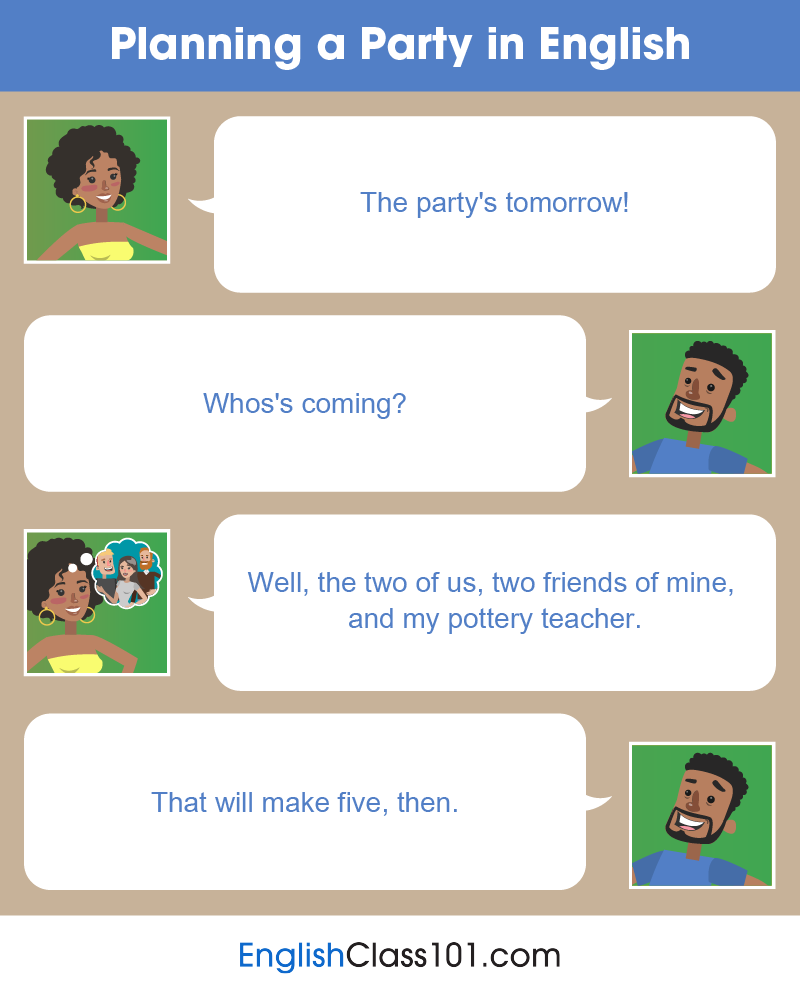 Planning a Party in English
The party's tomorrow!
Whos's coming?
Well, the two of us, two friends of mine,
and my pottery teacher.
That will make five, then.
EnglishClass101.com